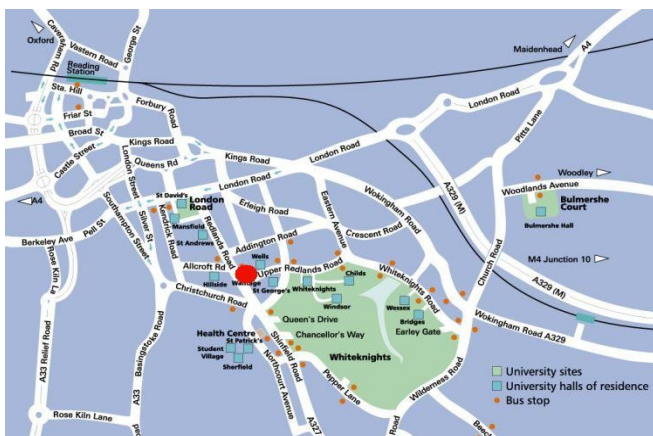 Oxford
Caversham Rd
Vastern Road
George St
Reading
Station
Sta. Hill
Friar St
Forbury
Road
Broad St
Castle Street
Kings Road
Queens Rd
London Street
A4
Maidenhead
A4
London Road
Pitts Lane
Woodley
Woodlands Avenue
Bulmershe
Court
Bulmershe Hall
Kings Road
London Road
London Road
Wokingham Road
A329 (M)
St David's
London
Road
Mansfield
St Andrews
Erleigh Road
Eastern Avenue
Crescent Road
Addington Road
Redlands Road
Kendrick Road
Silver St
Southampton Street
Pell St
Berkeley Ave
Rose Kiln L
Allcroft Rd
Hillside
Wells
Upper Redlands Road
St George's
Whiteknights
Childs
Windsor
Whiteknights Road
Wessex
Bridges
Earley Gate
Church Road
M4 Junction 10
A329 (M)
Wokingham Road A329
Christchurch Road
Queen's Drive
Chancellor's Way
Health Centre
St Patrick's
Student
Village
Sherfield
Shinfield Road
Northcourt Avenue
Whiteknights
Pepper Lane
Wilderness Road
A33 Relief Road
Basingstoke Road
A33
Rose Kiln Lane
A327
Road
Beec
University sites
University halls of residence
Bus stop